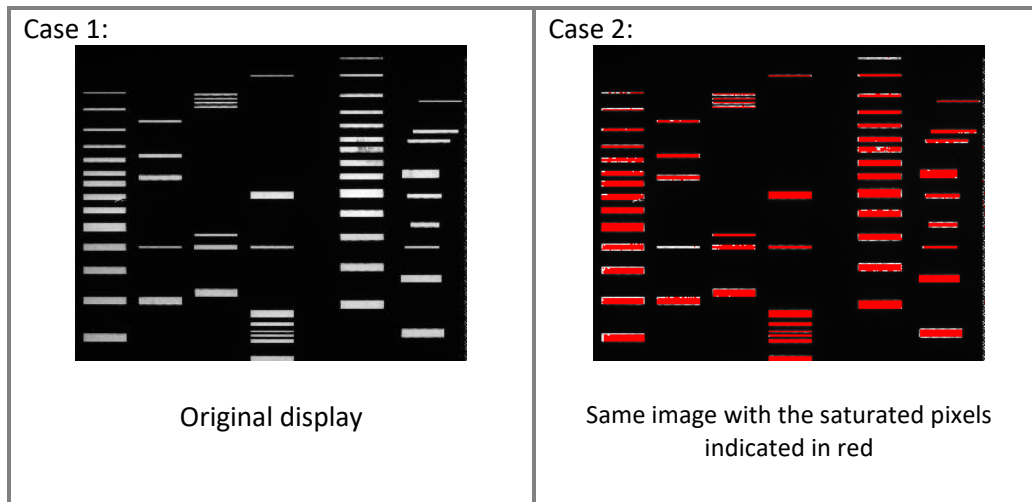 Case 1:
Original display
Case 2:
Same image with the saturated pixels
indicated in red